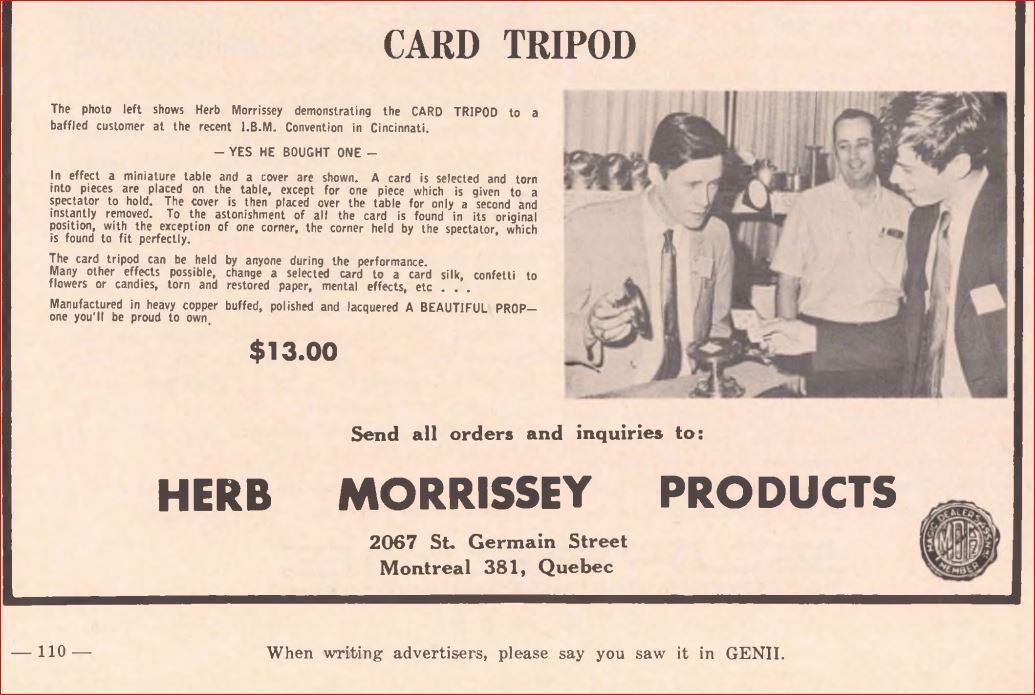 CARD TRIPOD
The photo left shows Herb Morrissey demonstrating the CARD TRIPOD to a
baffled customer at the recent I.B.M. Convention in Cincinnati.
— YES HE BOUGHT ONE —
In effect a miniature table and a cover are shown. A card is selected and torn
into pieces are placed on the table, except for one piece which is given to a
spectator to hold. The cover is then placed over the table for only a second and
instantly removed. To the astonishment of all the card is found in its original
position, with the exception of one corner, the corner held by the spectator, which
is found to fit perfectly.
The card tripod can be held by anyone during the performance.
Many other effects possible, change a selected card to a card silk, confetti to
flowers or candies, torn and restored paper, mental effects, etc . . .
Manufactured in heavy copper buffed, polished and lacquered A BEAUTIFUL PROP—
one you'll be proud to own.
$13.00
Send all orders and inquiries to:
HERB MORRISSEY PRODUCTS
2067 St. Germain Street
Montreal 381, Quebec
MAGIC DEALERS ASSN.
MDA
MEMBER
— 110 —
When writing advertisers, please say you saw it in GENII.